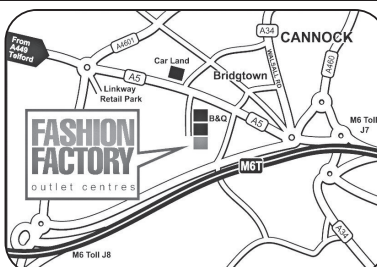 From
A449
Telford
A4601
A34
CANNOCK
Car Land
A5
Bridgtown
WALSALL RD
A460
Linkway
Retail Park
B&Q
A5
M6 Toll
J7
FASHION
FACTORY
outlet centres
M6T
A34
M6 Toll J8